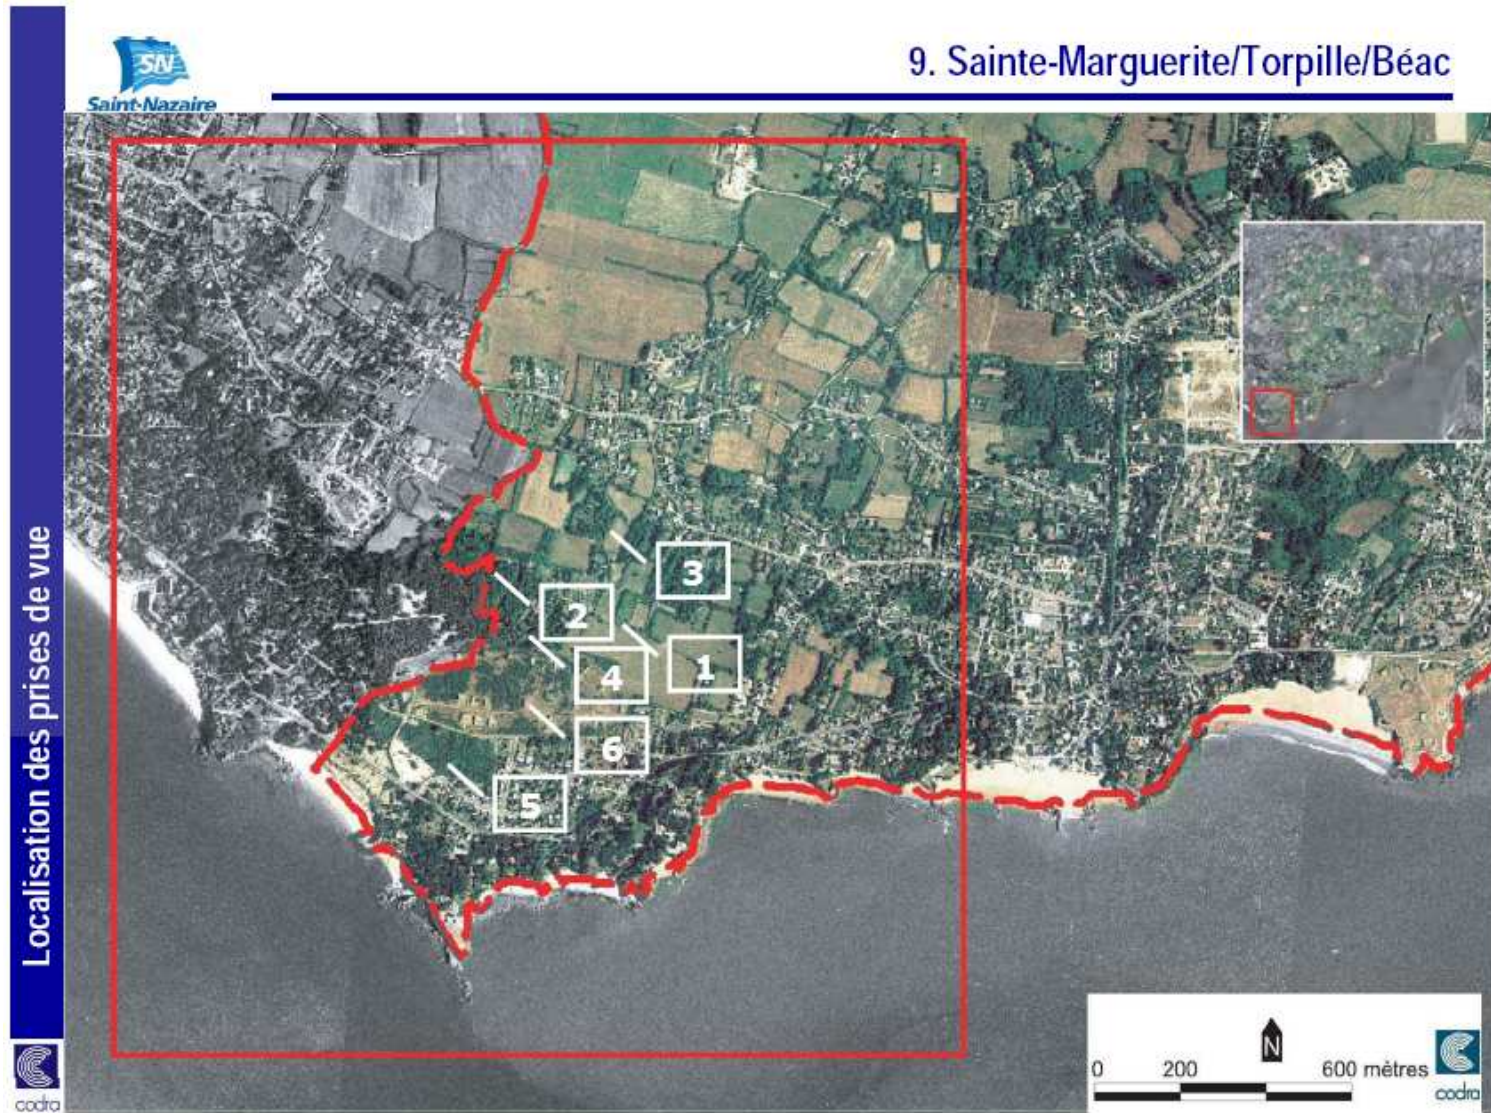 SN
Saint-Nazaire
9. Sainte-Marguerite/Torpille/Béac
Localisation des prises de vue
3
2
1
4
6
5
N
0 200 600 mètres
codra
codra